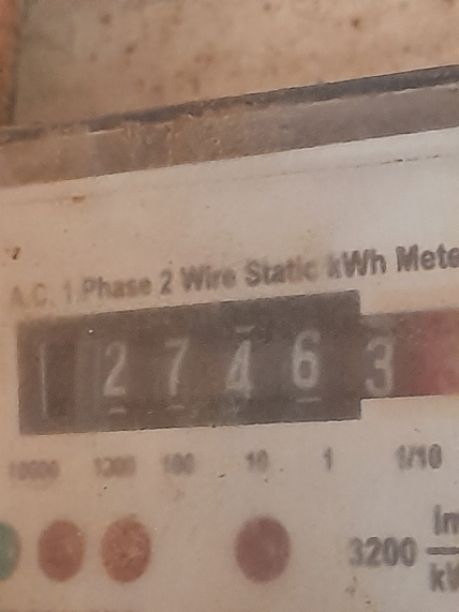 A.C. 1 Phase 2 Wire Static kWh Mete
1 2 7 4 6 3
10000 1000 100 10 1 1/10
3200 im
k